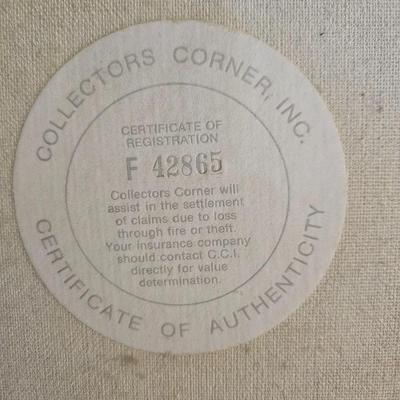 COLLECTORS CORNER, INC.
CERTIFICATE OF
REGISTRATION
F 42865
Collectors Corner will
assist in the settlement
of claims due to loss
through fire or theft.
Your insurance company
should contact C.C.I.
directly for value
determination.
CERTIFICATE OF AUTHENTICITY